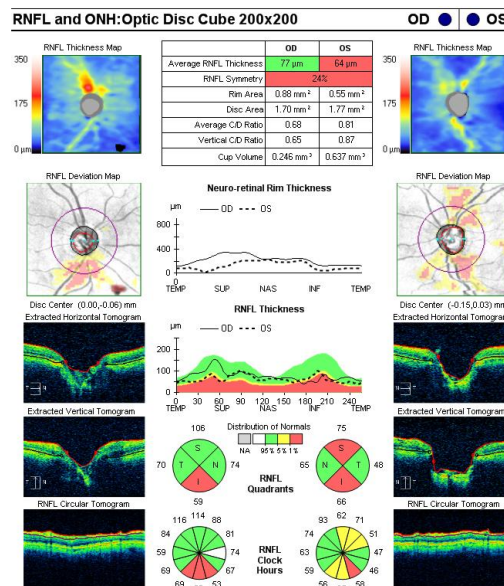 RNFL and ONH:Optic Disc Cube 200x200 OD OS
RNFL Thickness Map
RNFL Thickness Map
350
175
0 µm
350
175
0 µm
OD OS
Average RNFL Thickness 77 µm 64 µm
RNFL Symmetry 24%
Rim Area 0.88 mm² 0.55 mm²
Disc Area 1.70 mm² 1.77 mm²
Average C/D Ratio 0.68 0.81
Vertical C/D Ratio 0.65 0.87
Cup Volume 0.246 mm³ 0.637 mm³
RNFL Deviation Map
RNFL Deviation Map
Neuro-retinal Rim Thickness
µm OD OS
800
400
0
TEMP SUP NAS INF TEMP
Disc Center (0.00,-0.06) mm
Disc Center (-0.15,0.03) mm
Extracted Horizontal Tomogram
Extracted Horizontal Tomogram
RNFL Thickness
µm OD OS
200
100
0
0 30 60 90 120 150 180 210 240
TEMP SUP NAS INF TEMP
Extracted Vertical Tomogram
Extracted Vertical Tomogram
Distribution of Normals
NA 95% 5% 1%
106
S
70 T N 74
I
59
75
S
65 N T 48
I
66
RNFL
Quadrants
RNFL Circular Tomogram
RNFL Circular Tomogram
RNFL
Clock
Hours
114
116 88
84 81
59 74
69 67
69 53
62
93 71
74 51
63 47
59 46
56 58